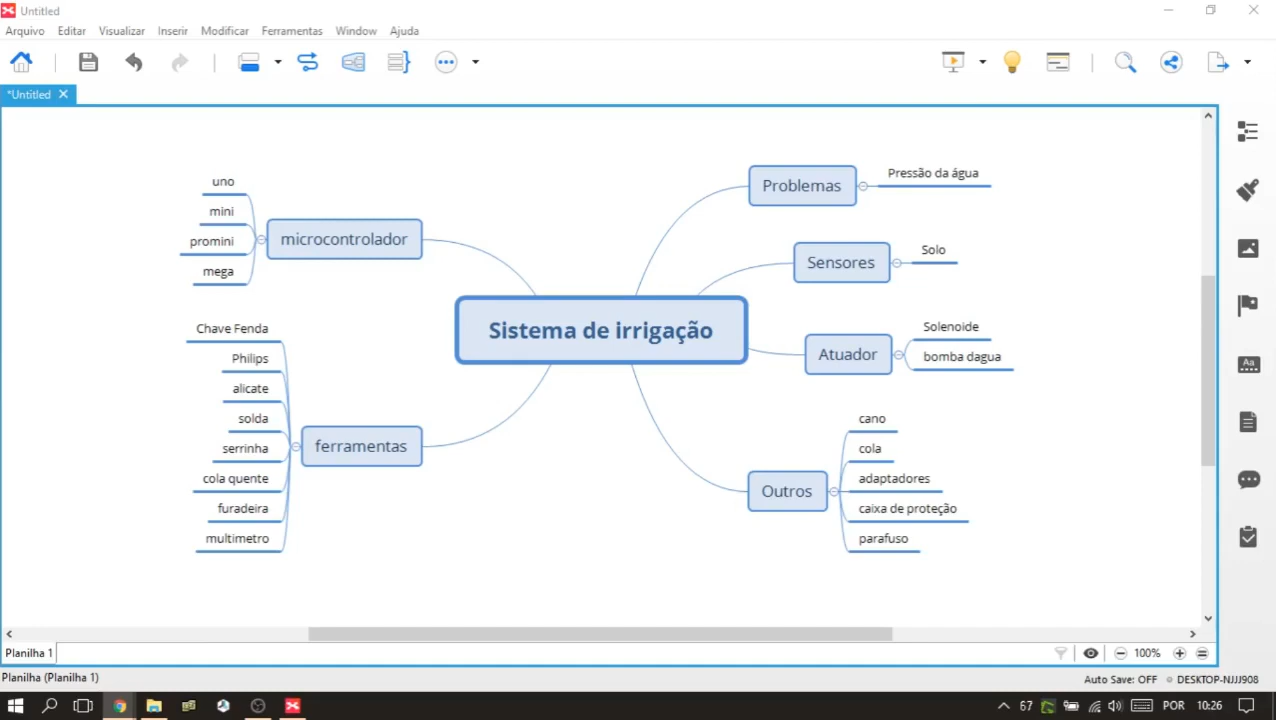 Untitled
Arquivo Editar Visualizar Inserir Modificar Ferramentas Window Ajuda
*Untitled
uno
mini
promini
mega
microcontrolador
Chave Fenda
Philips
alicate
solda
serrinha
cola quente
furadeira
multimetro
ferramentas
Sistema de irrigação
Problemas
Pressão da água
Sensores
Solo
Atuador
Solenoide
bomba dagua
Outros
cano
cola
adaptadores
caixa de proteção
parafuso
Aa
Planilha 1
100%
Planilha (Planilha 1)
Auto Save: OFF
DESKTOP-NJJJ908
67
POR
10:26